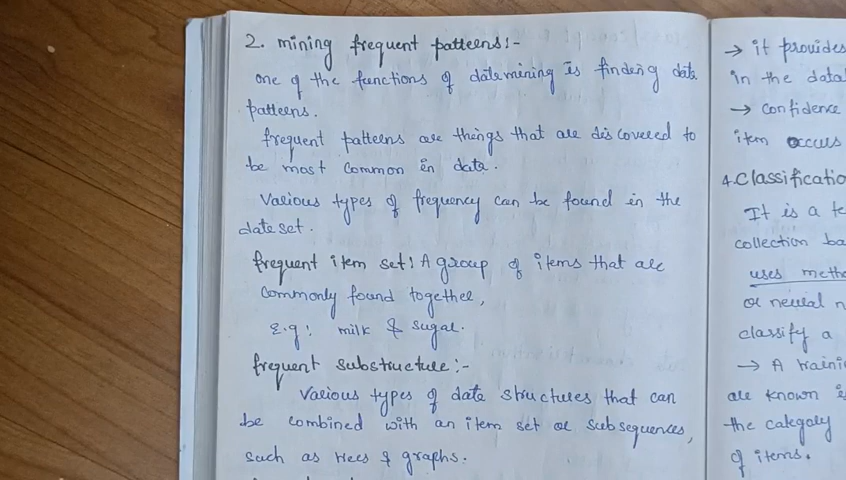 2. mining frequent patterns:-
one of the functions of data mining is finding data
patterns.
frequent patterns are things that are discovered to
be most common in data.
Various types of frequency can be found in the
dataset.
frequent item set: A group of items that are
commonly found together,
E.g: milk & sugar.
frequent substructure:-
Various types of data structures that can
be combined with an item set or subsequences,
such as trees & graphs.
→ it provides
in the data
→ confidence
item occurs
4. Classificatio
It is a te
collection ba
uses metho
or neural n
classify a
→ A traini
are known
the category
of items.